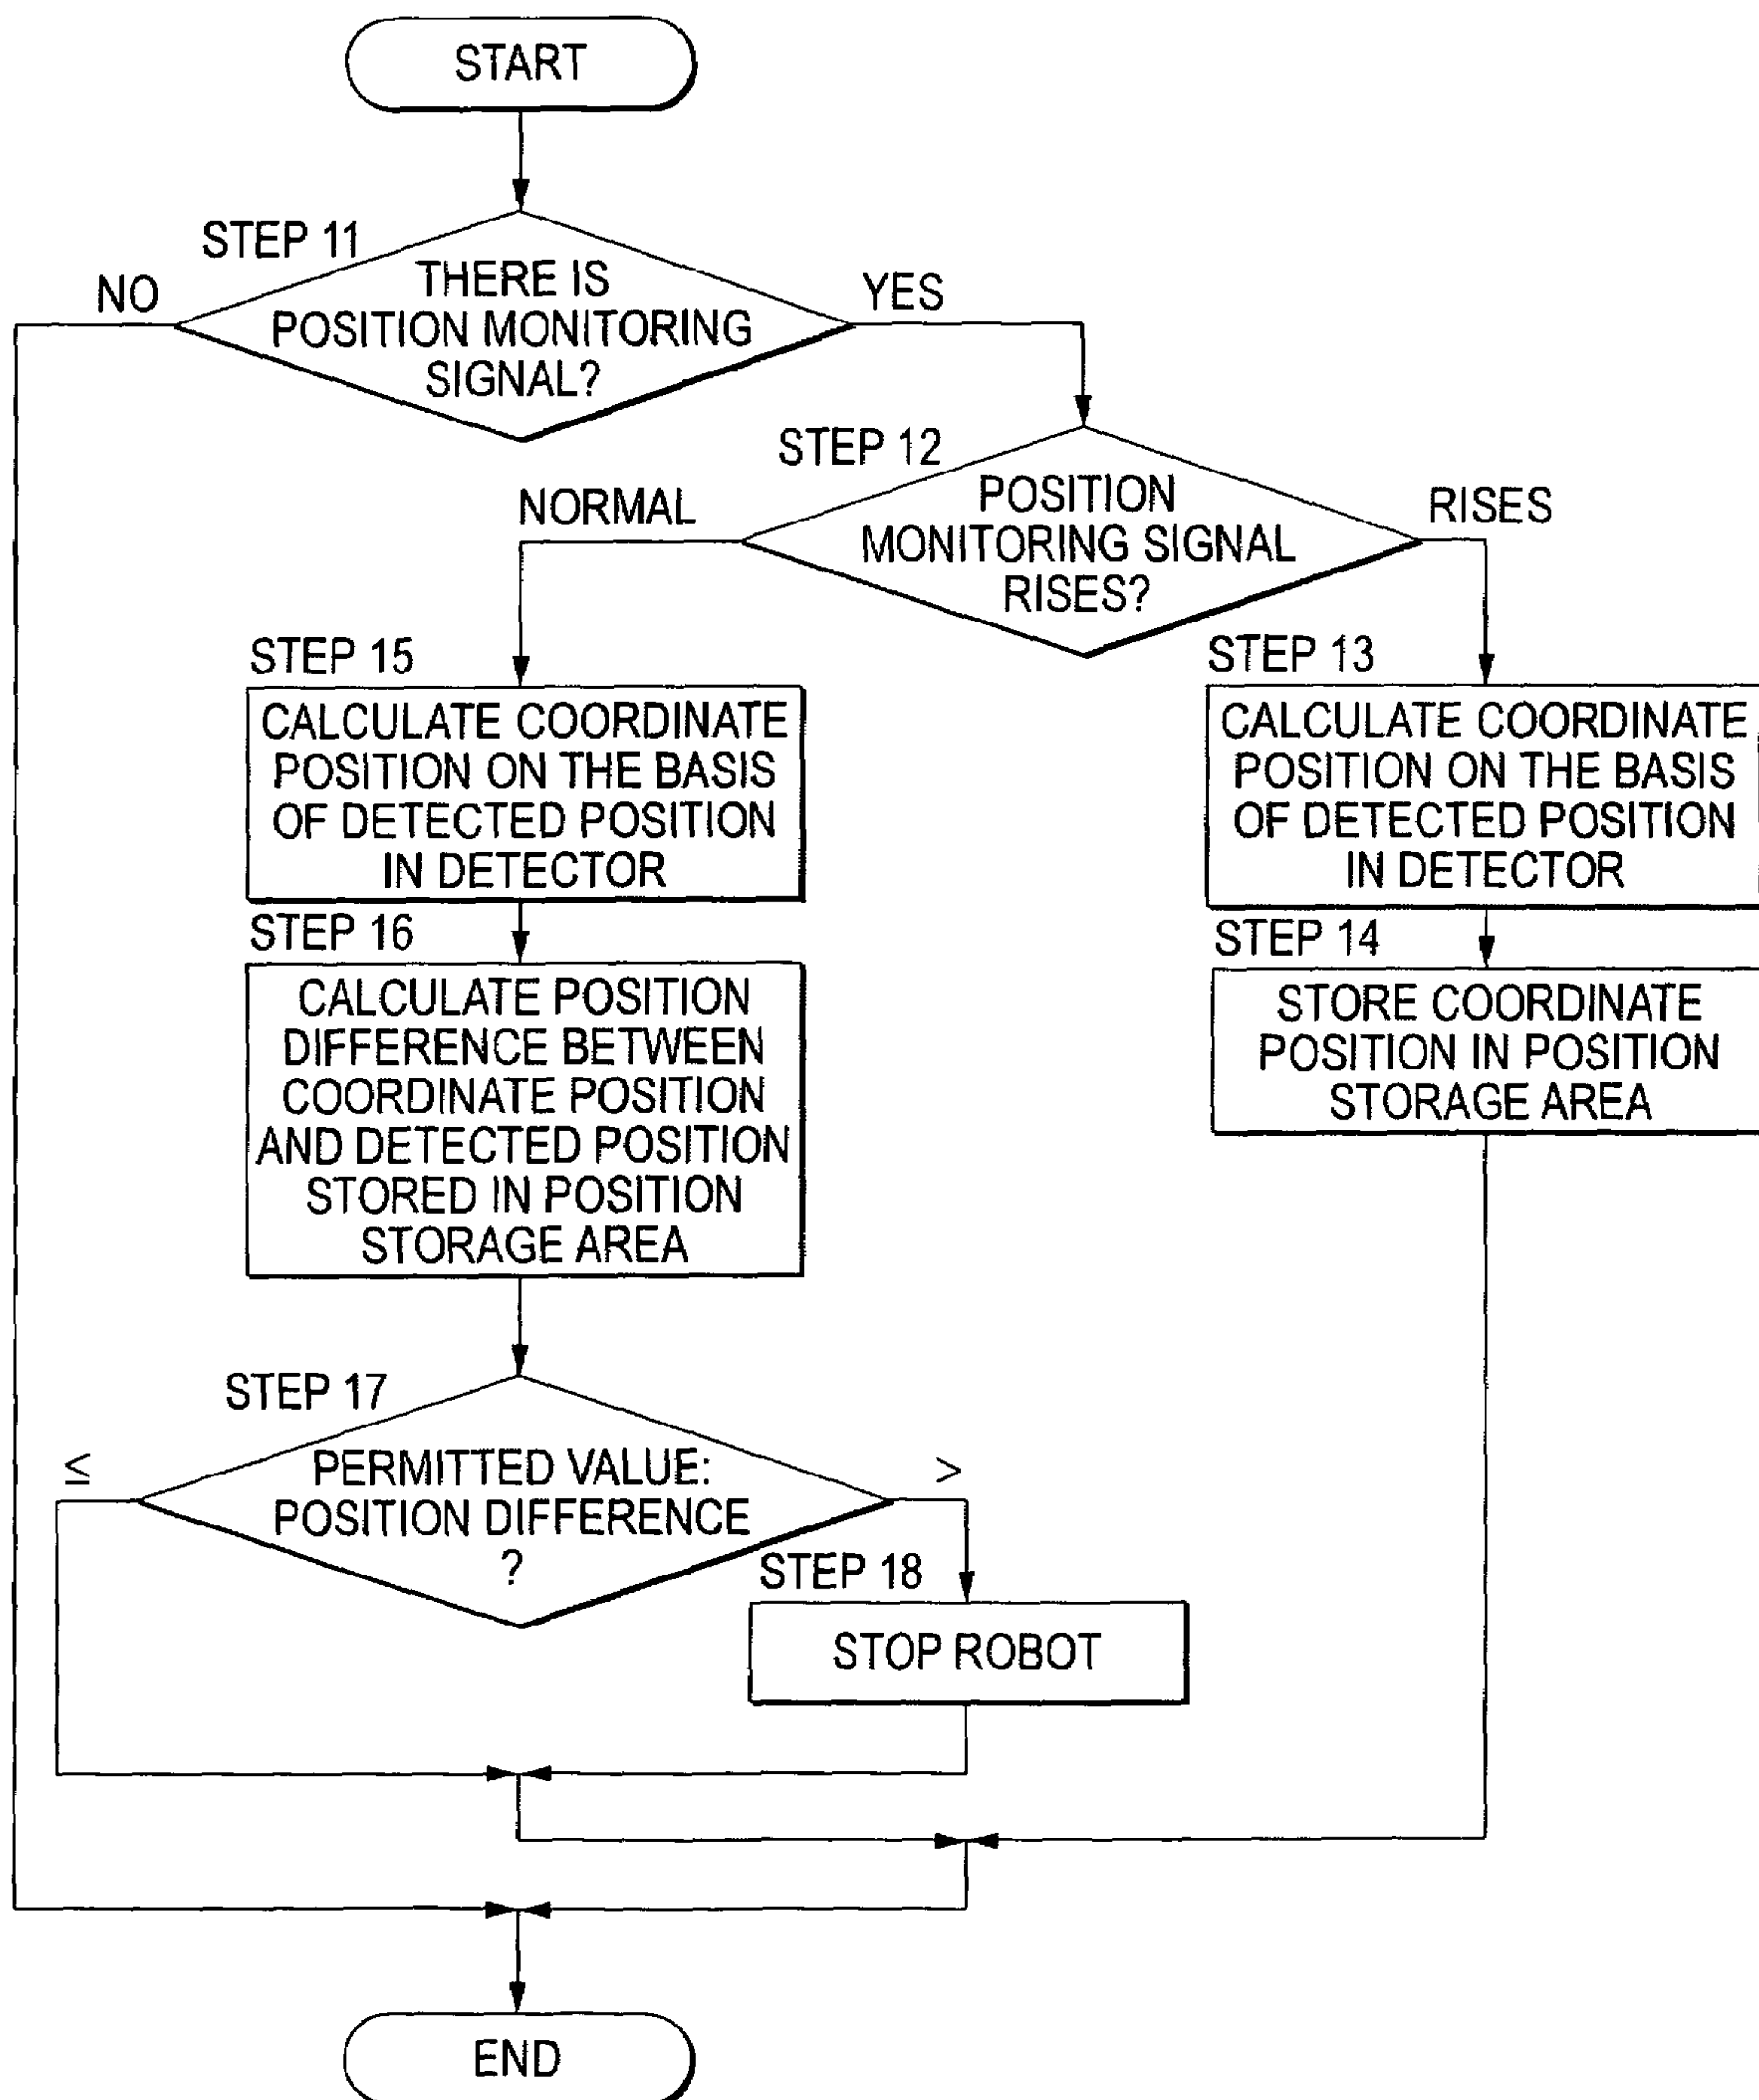 START
STEP 11
NO
THERE IS
POSITION MONITORING
SIGNAL?
YES
STEP 12
NORMAL
POSITION
MONITORING SIGNAL
RISES?
RISES
STEP 15
CALCULATE COORDINATE
POSITION ON THE BASIS
OF DETECTED POSITION
IN DETECTOR
STEP 13
CALCULATE COORDINATE
POSITION ON THE BASIS
OF DETECTED POSITION
IN DETECTOR
STEP 16
CALCULATE POSITION
DIFFERENCE BETWEEN
COORDINATE POSITION
AND DETECTED POSITION
STORED IN POSITION
STORAGE AREA
STEP 14
STORE COORDINATE
POSITION IN POSITION
STORAGE AREA
STEP 17
≤
PERMITTED VALUE:
POSITION DIFFERENCE
?
>
STEP 18
STOP ROBOT
END